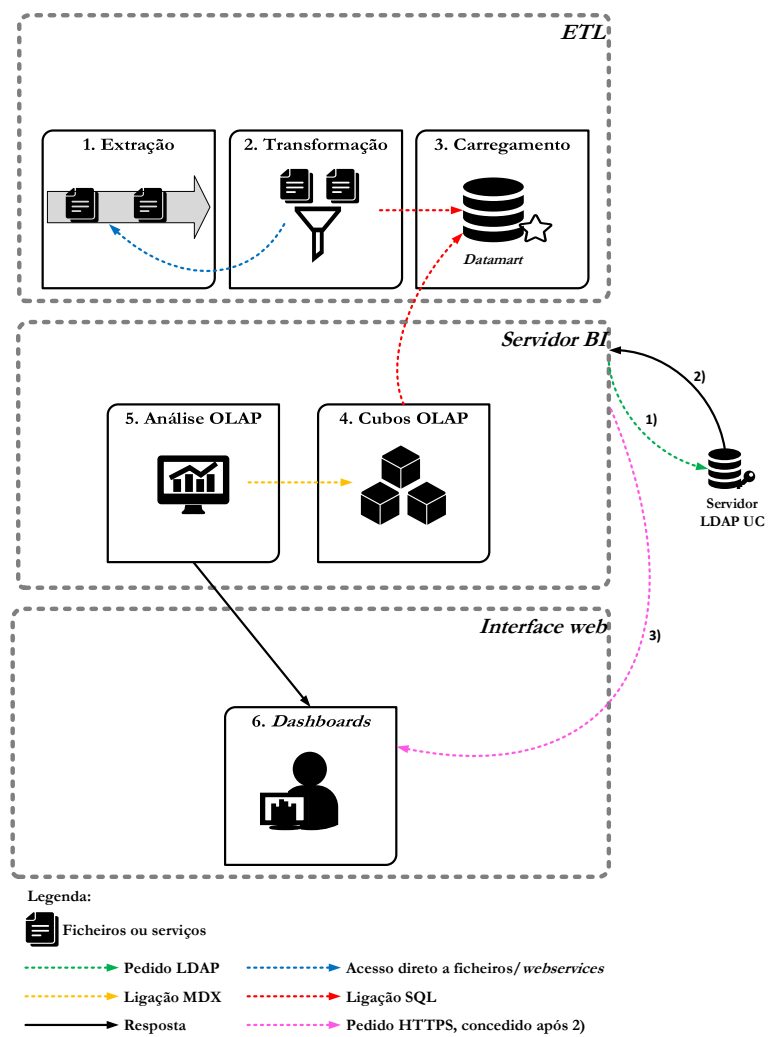 ETL
1. Extração
2. Transformação
3. Carregamento
Datamart
Servidor BI
2)
1)
5. Análise OLAP
4. Cubos OLAP
Servidor
LDAP UC
Interface web
3)
6. Dashboards
Legenda:
Ficheiros ou serviços
Pedido LDAP
Acesso direto a ficheiros/webservices
Ligação MDX
Ligação SQL
Resposta
Pedido HTTPS, concedido após 2)